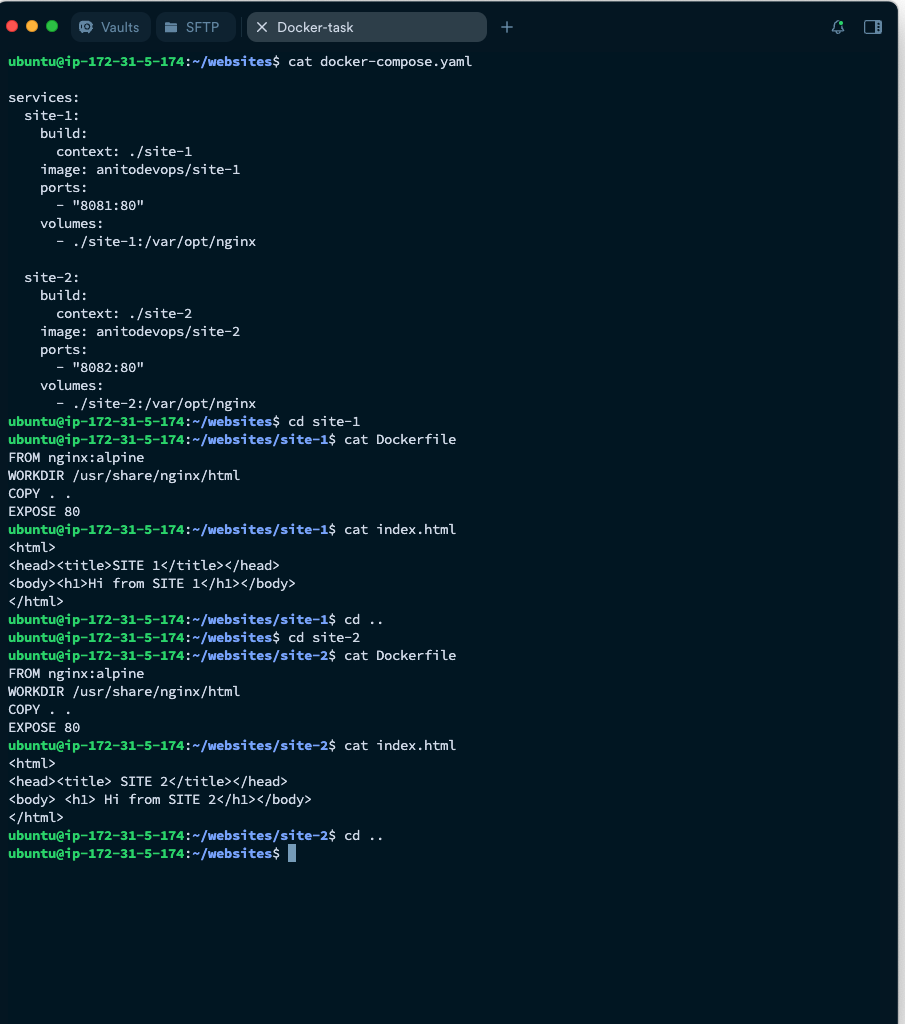 Vaults
SFTP
Docker-task
ubuntu@ip-172-31-5-174:~/websites$ cat docker-compose.yaml

services:
  site-1:
    build:
      context: ./site-1
    image: anitodevops/site-1
    ports:
      - "8081:80"
    volumes:
      - ./site-1:/var/opt/nginx

  site-2:
    build:
      context: ./site-2
    image: anitodevops/site-2
    ports:
      - "8082:80"
    volumes:
      - ./site-2:/var/opt/nginx
ubuntu@ip-172-31-5-174:~/websites$ cd site-1
ubuntu@ip-172-31-5-174:~/websites/site-1$ cat Dockerfile
FROM nginx:alpine
WORKDIR /usr/share/nginx/html
COPY . .
EXPOSE 80
ubuntu@ip-172-31-5-174:~/websites/site-1$ cat index.html
<html>
<head><title>SITE 1</title></head>
<body><h1>Hi from SITE 1</h1></body>
</html>
ubuntu@ip-172-31-5-174:~/websites/site-1$ cd ..
ubuntu@ip-172-31-5-174:~/websites$ cd site-2
ubuntu@ip-172-31-5-174:~/websites/site-2$ cat Dockerfile
FROM nginx:alpine
WORKDIR /usr/share/nginx/html
COPY . .
EXPOSE 80
ubuntu@ip-172-31-5-174:~/websites/site-2$ cat index.html
<html>
<head><title> SITE 2</title></head>
<body> <h1> Hi from SITE 2</h1></body>
</html>
ubuntu@ip-172-31-5-174:~/websites/site-2$ cd ..
ubuntu@ip-172-31-5-174:~/websites$